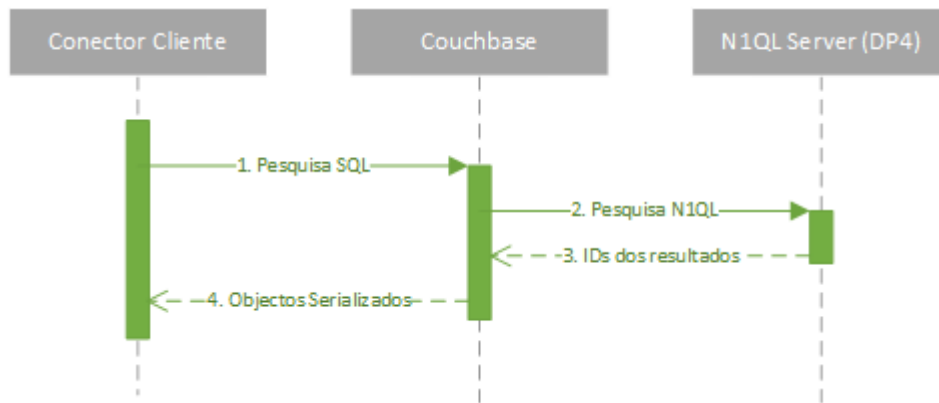 Conector Cliente
Couchbase
N1QL Server (DP4)
1. Pesquisa SQL
2. Pesquisa N1QL
3. IDs dos resultados
4. Objectos Serializados